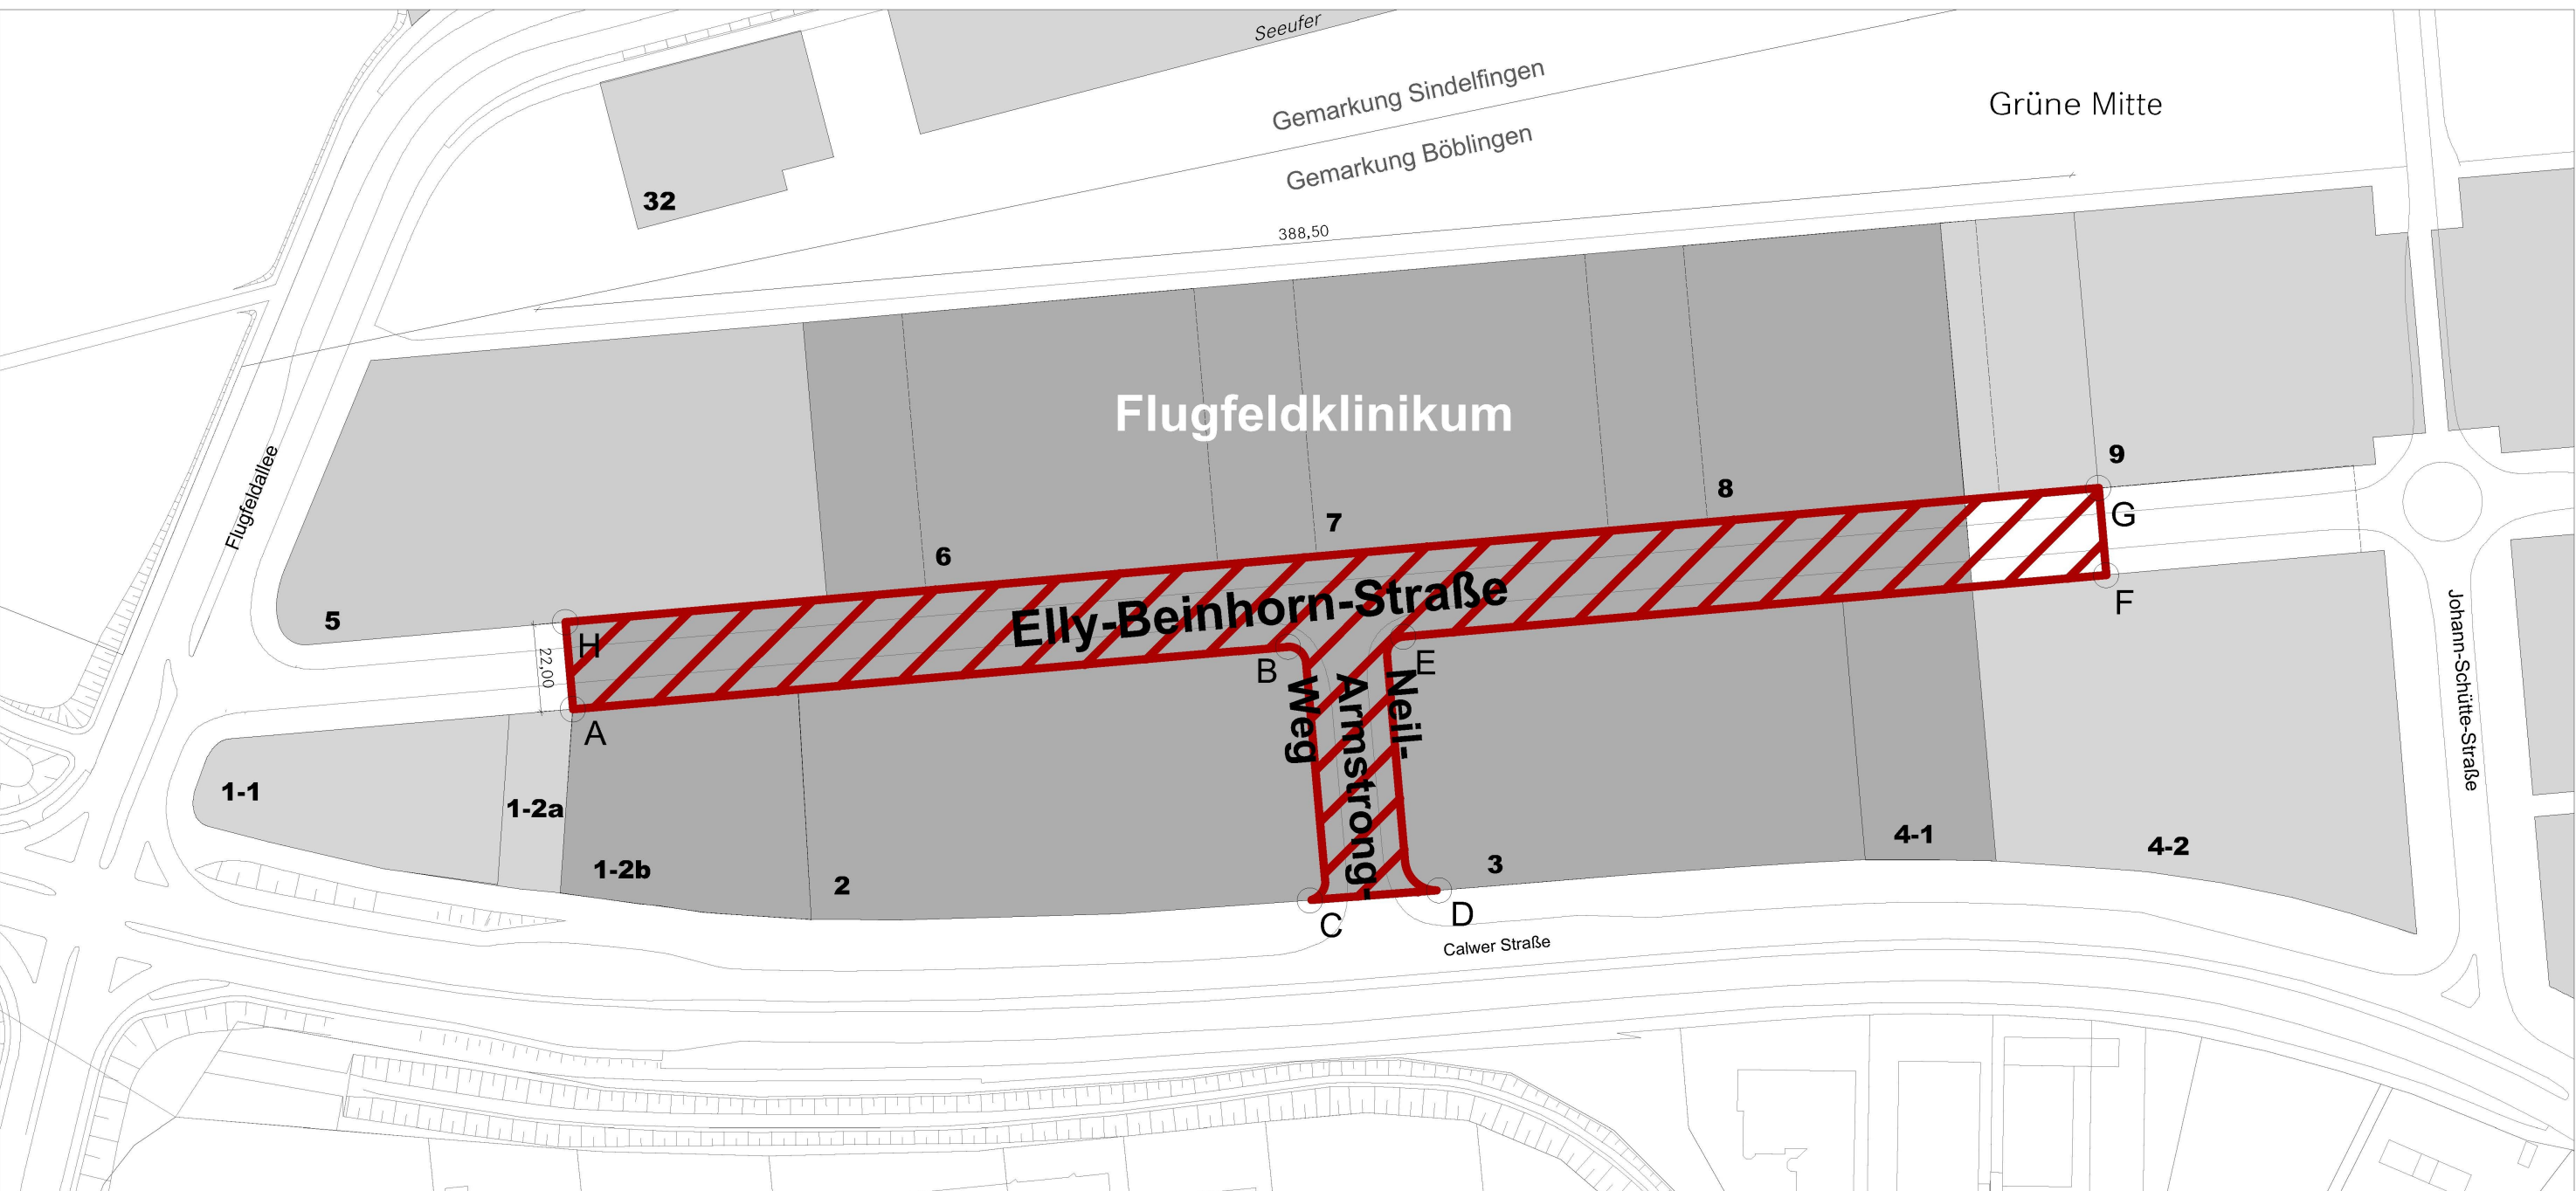 Seeufer
Gemarkung Sindelfingen
Grüne Mitte
Gemarkung Böblingen
32
388,50
Flugfeldklinikum
Flugfeldallee
9
8
G
7
6
F
Elly-Beinhorn-Straße
5
H
22,00
B
E
A
Weg
Armstrong-
Neil-
Johann-Schütte-Straße
1-1
1-2a
4-1
4-2
1-2b
2
3
C
D
Calwer Straße